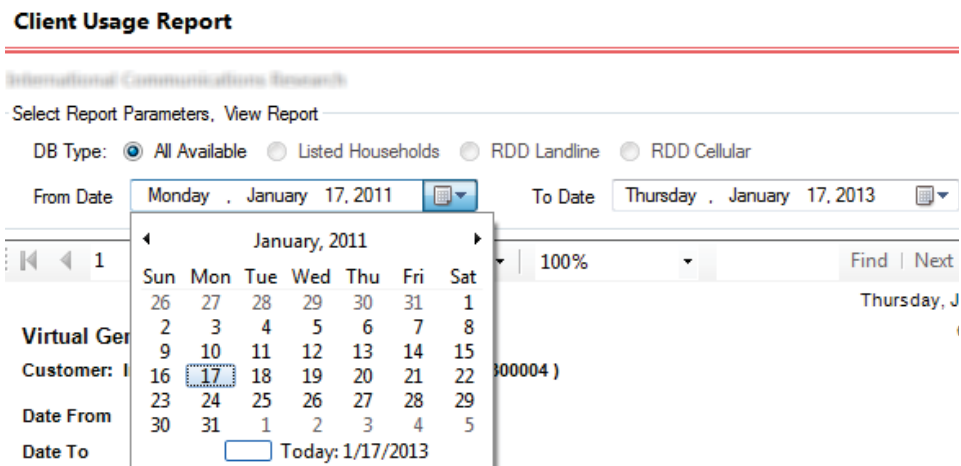 Client Usage Report
International Communications Research
Select Report Parameters, View Report
DB Type: All Available Listed Households RDD Landline RDD Cellular
From Date Monday , January 17, 2011 To Date Thursday , January 17, 2013
January, 2011
1 100% Find | Next
Sun Mon Tue Wed Thu Fri Sat
26 27 28 29 30 31 1
Thursday, J
2 3 4 5 6 7 8
Virtual Ger
9 10 11 12 13 14 15
Customer: I 300004 )
16 17 18 19 20 21 22
23 24 25 26 27 28 29
Date From
30 31 1 2 3 4 5
Date To
Today: 1/17/2013